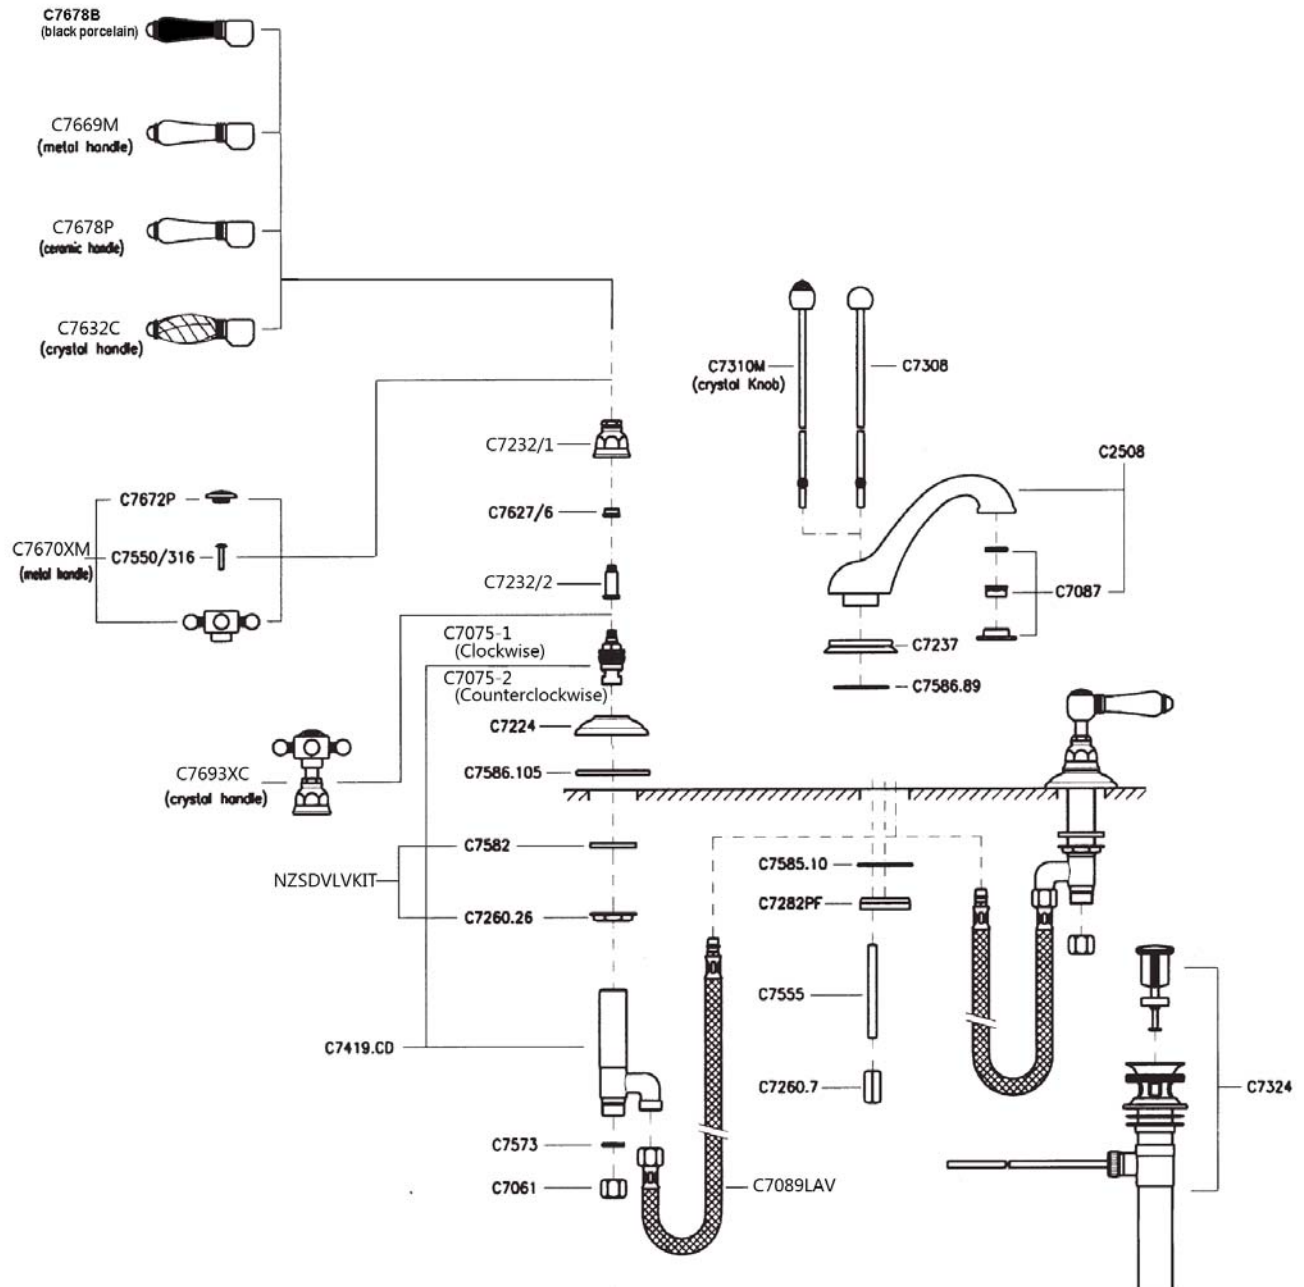 C7678B
(black porcelain)
C7669M
(metal handle)
C7678P
(ceramic handle)
C7632C
(crystal handle)
C7310M
(crystal Knob)
C7308
C7232/1
C2508
C7672P
C7627/6
C7670XM
(metal handle)
C7550/316
C7232/2
C7087
C7075-1
(Clockwise)
C7237
C7075-2
(Counterclockwise)
C7586.89
C7224
C7693XC
(crystal handle)
C7586.105
C7582
C7585.10
NZSDVLVKIT
C7260.26
C7282PF
C7555
C7419.CD
C7260.7
C7324
C7573
C7061
C7089LAV